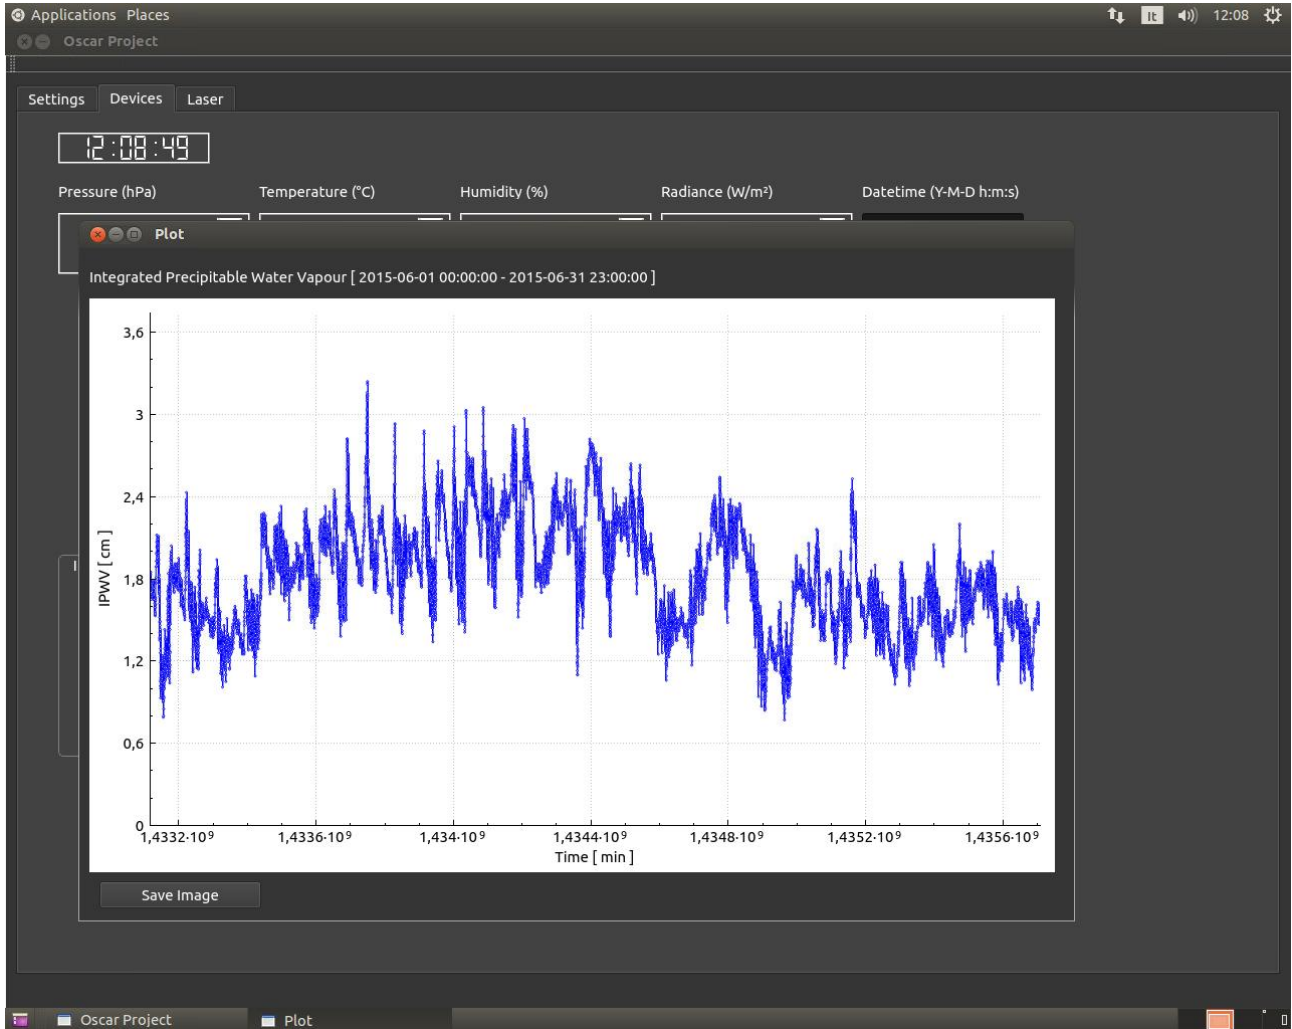 Applications Places
It
12:08
Oscar Project
Settings Devices Laser
12:08:49
Pressure (hPa) Temperature (°C) Humidity (%) Radiance (W/m²) Datetime (Y-M-D h:m:s)
Plot
Integrated Precipitable Water Vapour [ 2015-06-01 00:00:00 - 2015-06-31 23:00:00 ]
3,6
3
2,4
1,8
1,2
0,6
0
IPWV [ cm ]
1,4332·10⁹ 1,4336·10⁹ 1,434·10⁹ 1,4344·10⁹ 1,4348·10⁹ 1,4352·10⁹ 1,4356·10⁹
Time [ min ]
Save Image
Oscar Project Plot